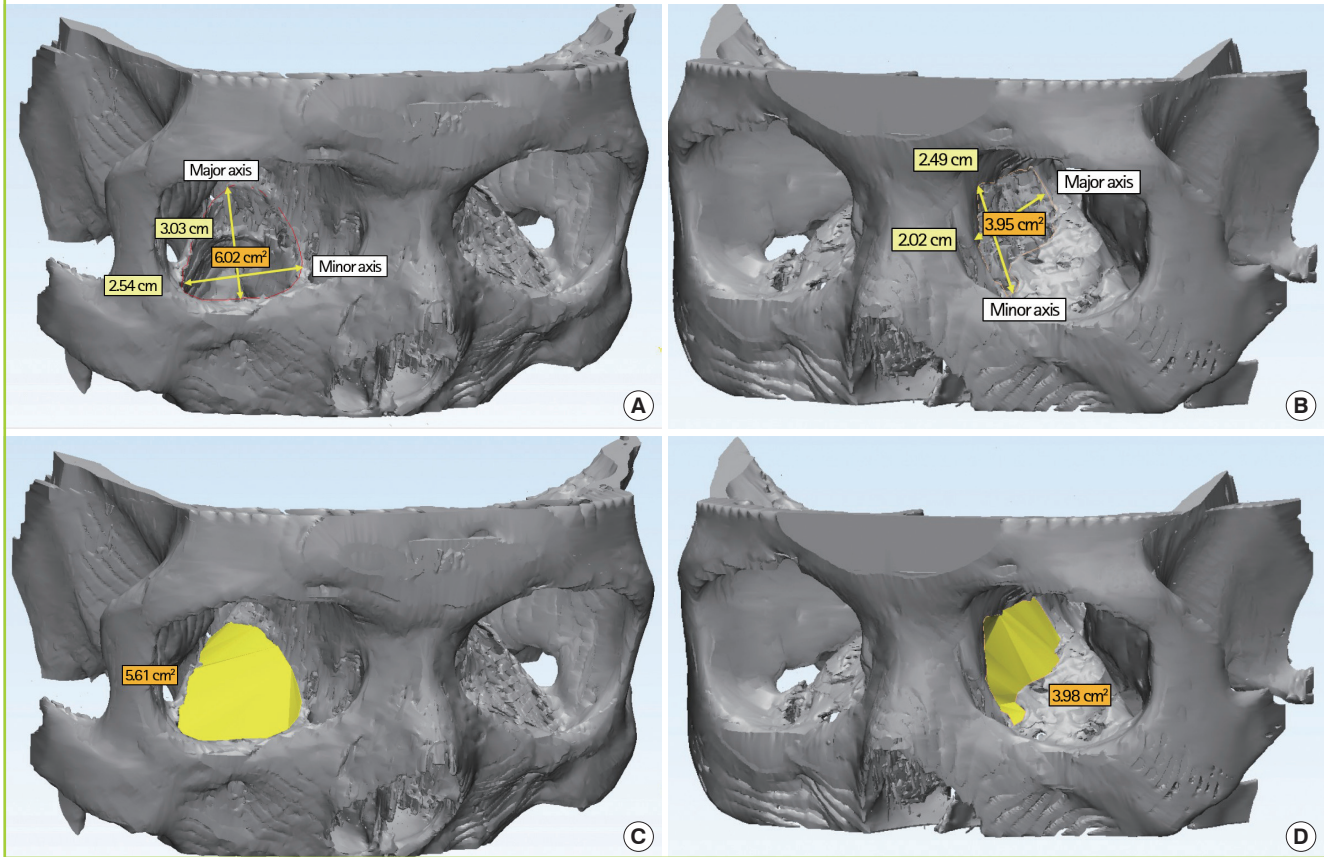 Major axis
3.03 cm
6.02 cm²
Minor axis
2.54 cm
A
2.49 cm
Major axis
3.95 cm²
2.02 cm
Minor axis
B
5.61 cm²
C
3.98 cm²
D